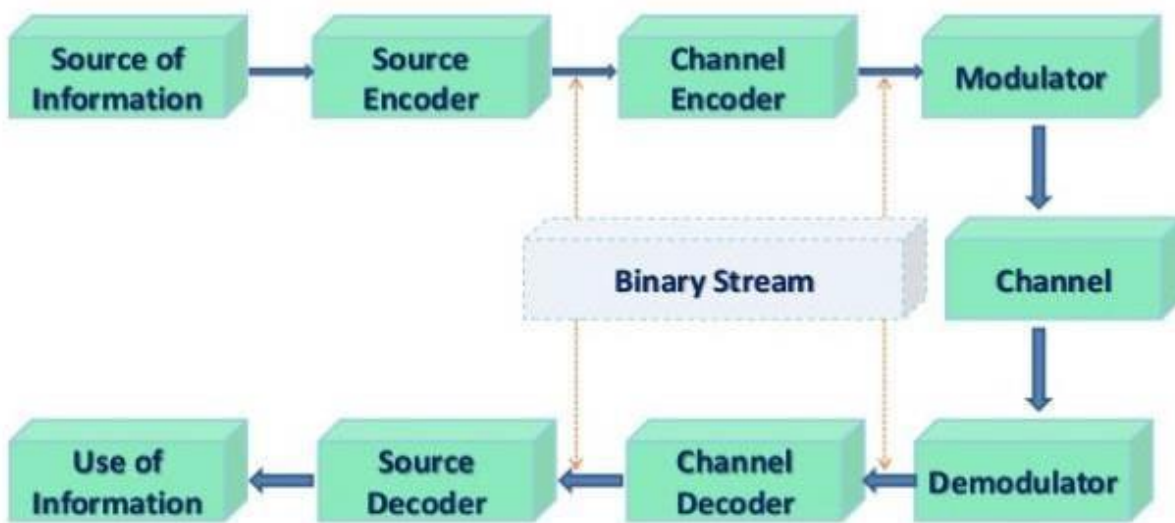 Source of
Information
Source
Encoder
Channel
Encoder
Modulator
Binary Stream
Channel
Use of
Information
Source
Decoder
Channel
Decoder
Demodulator